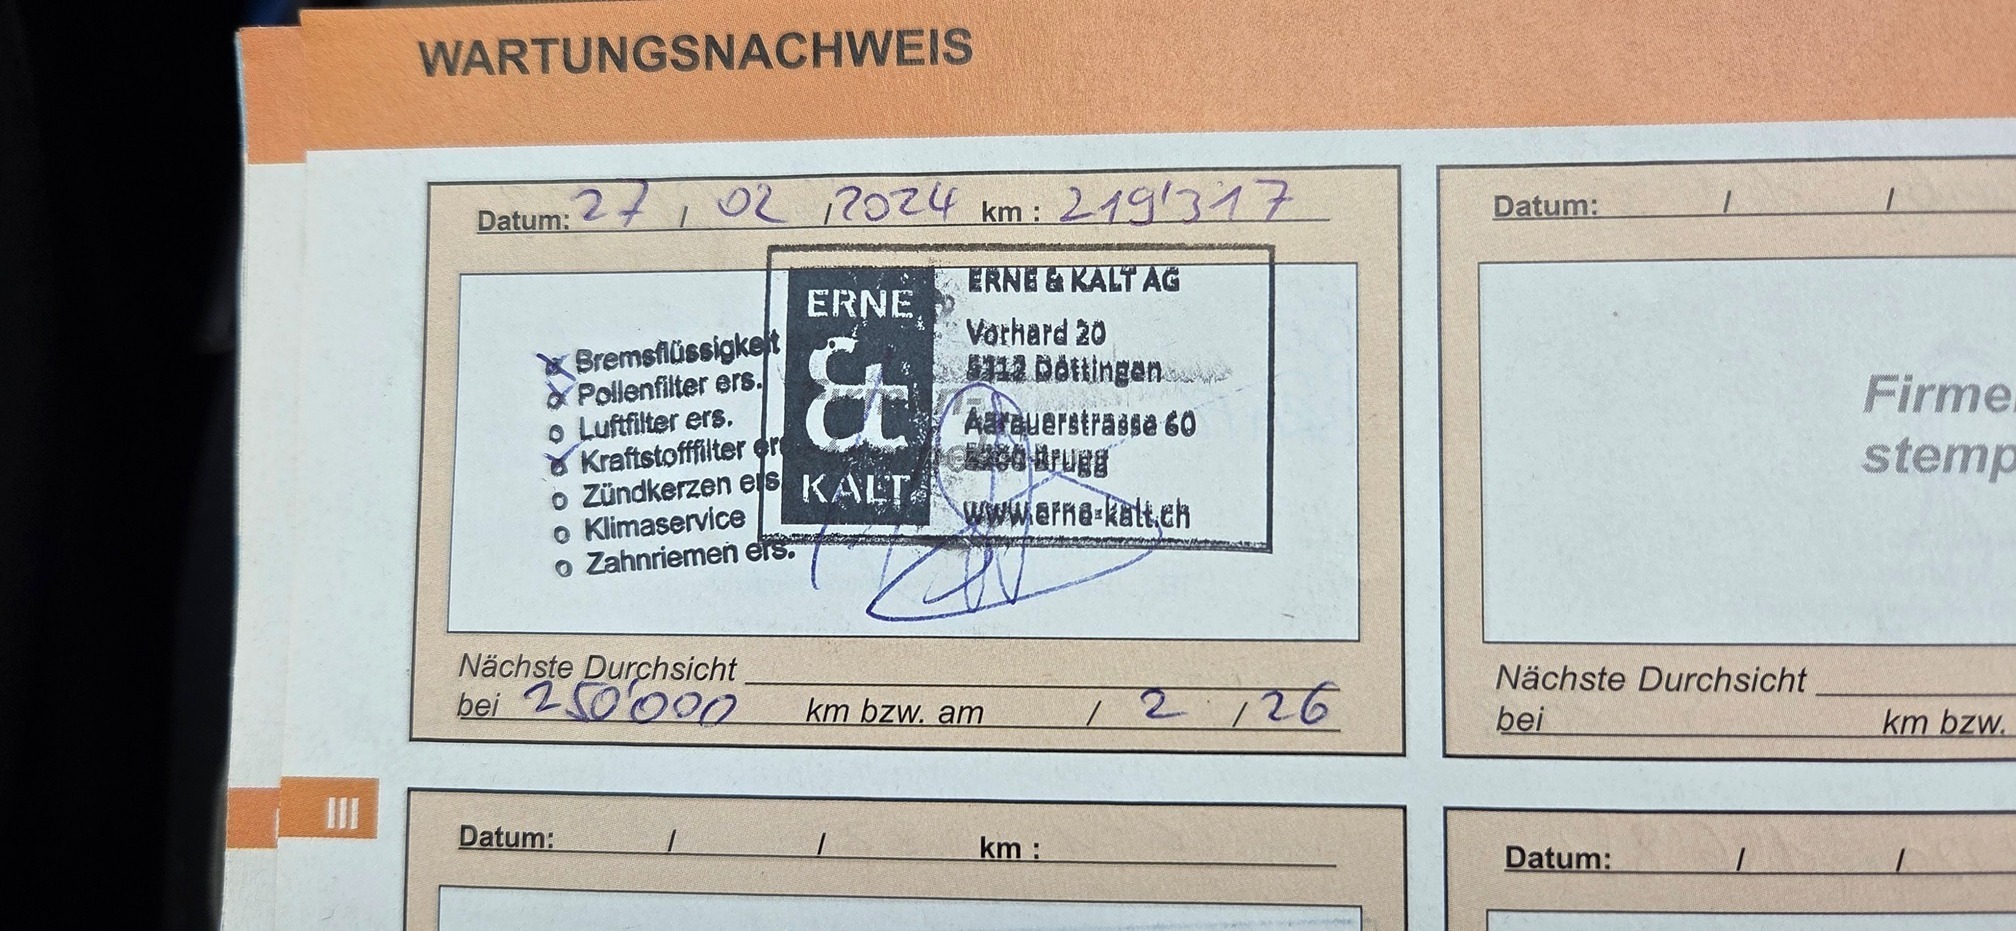 WARTUNGSNACHWEIS
Datum: 27 / 02 / 2024 km : 219'317
ERNE
&
KALT
ERNE & KALT AG
Vorhard 20
5312 Döttingen
Aarauerstrasse 60
5200 Brugg
www.erne-kalt.ch
Bremsflüssigkeit
Pollenfilter ers.
Luftfilter ers.
Kraftstofffilter ers
Zündkerzen ers.
Klimaservice
Zahnriemen ers.
Nächste Durchsicht
bei 250'000 km bzw. am / 2 / 26
Datum: / /
Firme
stemp
Nächste Durchsicht
bei km bzw.
III
Datum: / / km :
Datum: / /